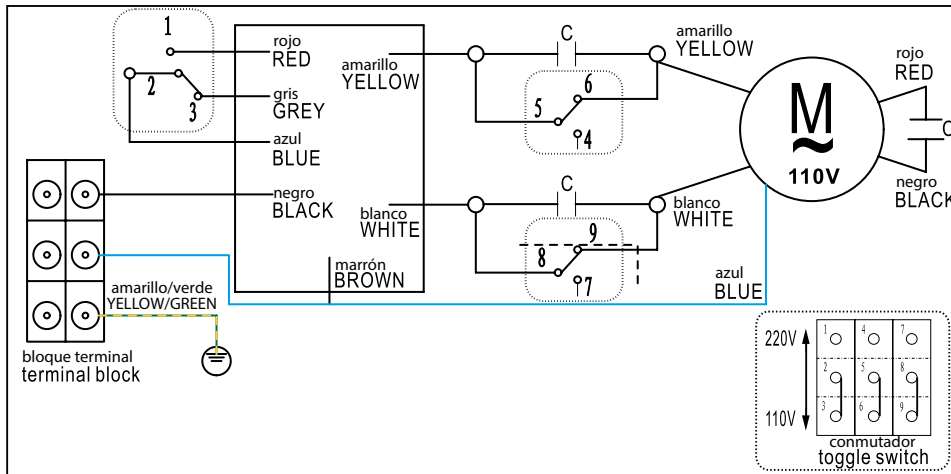 1
2
3
rojo
RED
gris
GREY
azul
BLUE
negro
BLACK
amarillo
YELLOW
blanco
WHITE
marrón
BROWN
C
5
6
4
amarillo
YELLOW
C
8
9
7
blanco
WHITE
M
~
110V
rojo
RED
C
negro
BLACK
azul
BLUE
amarillo/verde
YELLOW/GREEN
bloque terminal
terminal block
220V
110V
1 4 7
2 5 8
3 6 9
conmutador
toggle switch